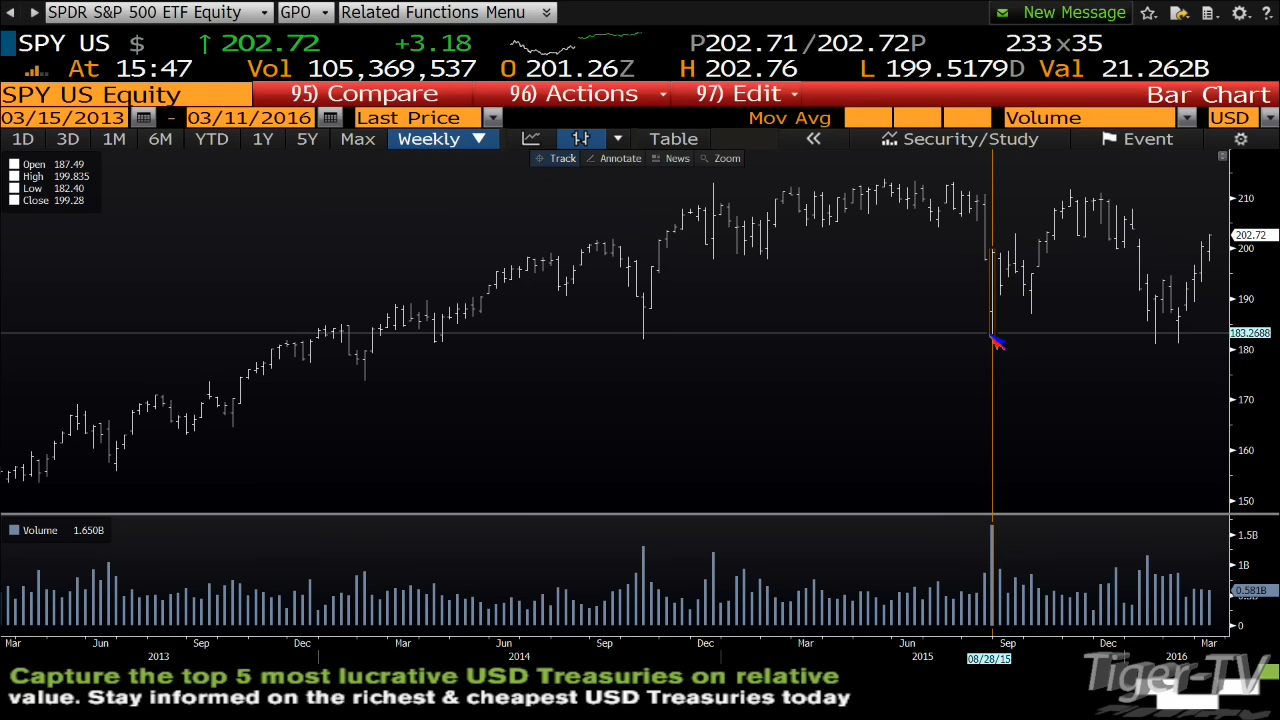 SPDR S&P 500 ETF Equity GPO Related Functions Menu New Message
SPY US $ ↑ 202.72 +3.18 P202.71/202.72P 233x35
At 15:47 Vol 105,369,537 O 201.26Z H 202.76 L 199.5179D Val 21.262B
SPY US Equity 95) Compare 96) Actions 97) Edit Bar Chart
03/15/2013 - 03/11/2016 Last Price Mov Avg Volume USD
1D 3D 1M 6M YTD 1Y 5Y Max Weekly ▼ Table « Security/Study Event
Track Annotate News Zoom
Open 187.49
High 199.835
Low 182.40
Close 199.28
210
202.72
200
190
183.2688
180
170
160
150
Volume 1.650B
1.5B
1B
0.581B
0
Mar Jun Sep Dec Mar Jun Sep Dec Mar Jun Sep Dec Mar
2013 2014 2015 08/28/15 2016
Capture the top 5 most lucrative USD Treasuries on relative
value. Stay informed on the richest & cheapest USD Treasuries today
Tiger-TV